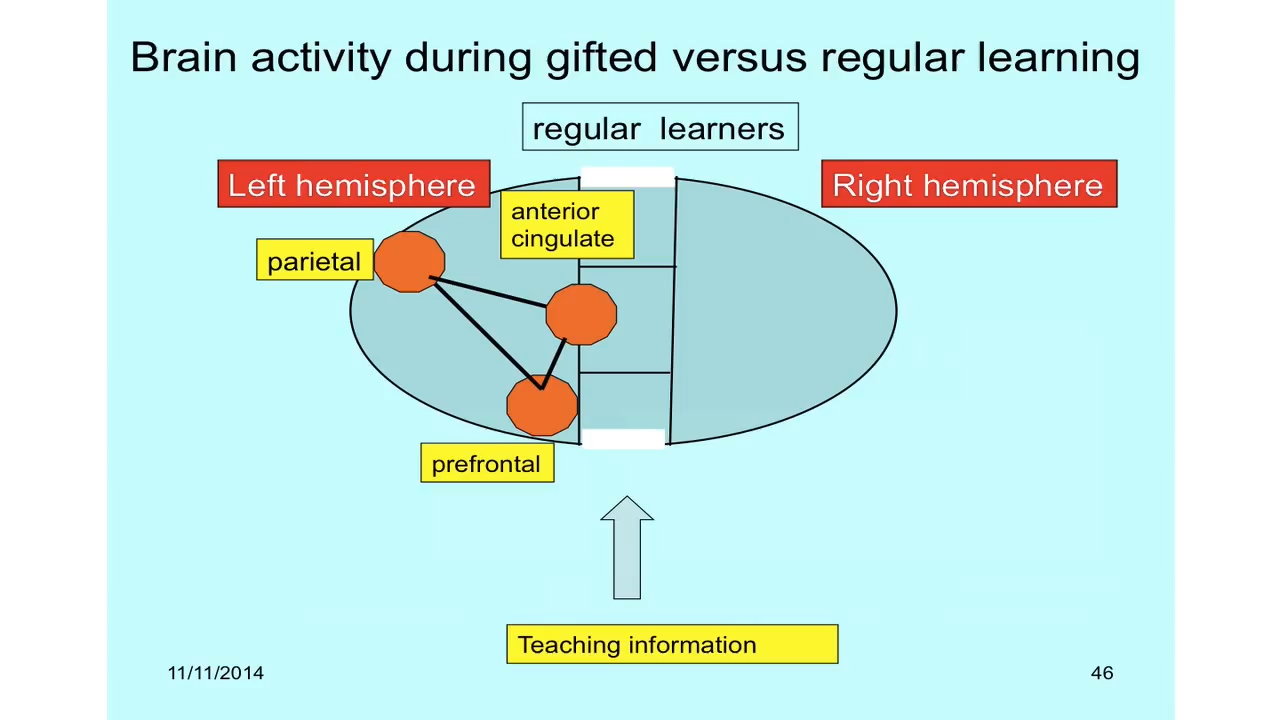 Brain activity during gifted versus regular learning
regular learners
Left hemisphere
Right hemisphere
anterior
cingulate
parietal
prefrontal
Teaching information
11/11/2014
46